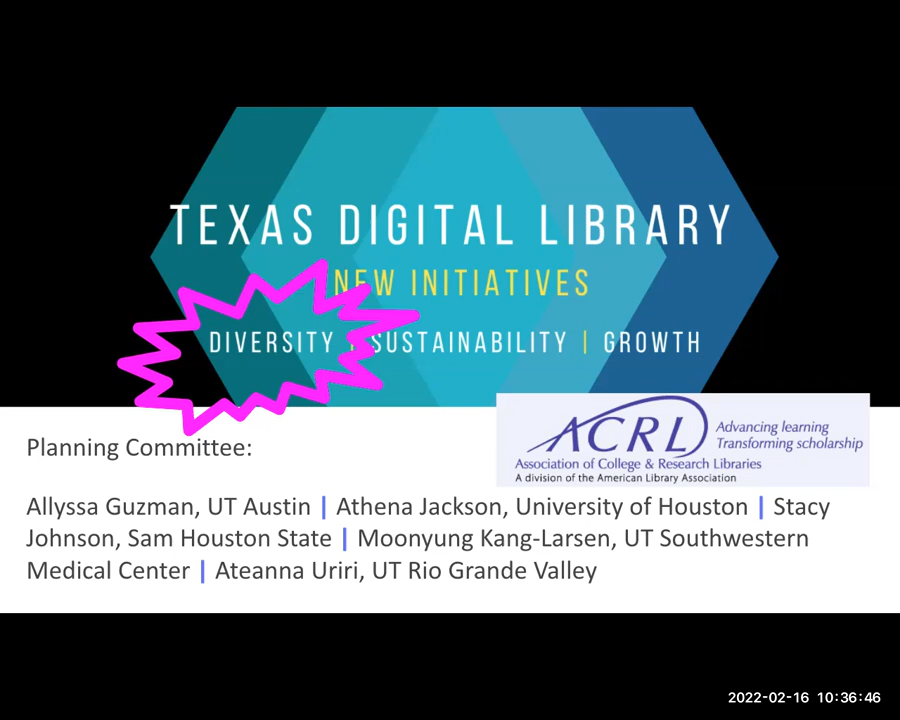 TEXAS DIGITAL LIBRARY
NEW INITIATIVES
DIVERSITY | SUSTAINABILITY | GROWTH
ACRL
Advancing learning
Transforming scholarship
Association of College & Research Libraries
A division of the American Library Association
Planning Committee:
Allyssa Guzman, UT Austin | Athena Jackson, University of Houston | Stacy
Johnson, Sam Houston State | Moonyung Kang-Larsen, UT Southwestern
Medical Center | Ateanna Uriri, UT Rio Grande Valley
2022-02-16 10:36:46